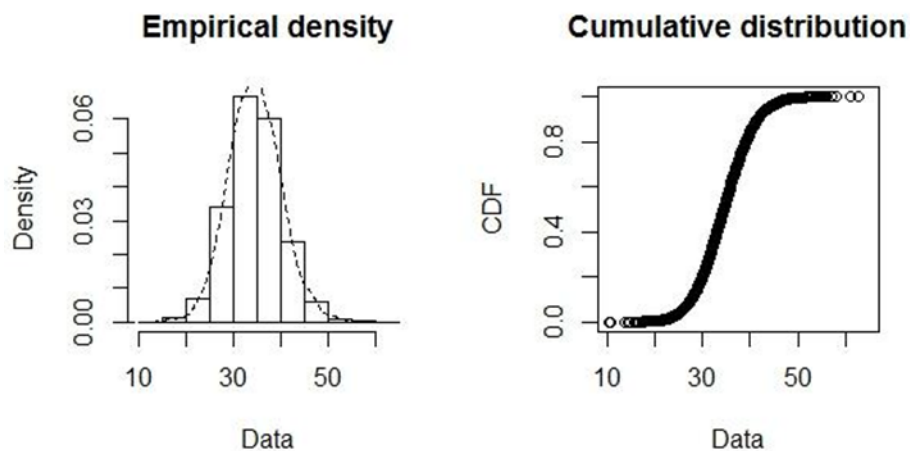 Empirical density
Density
0.06
0.03
0.00
10 30 50
Data
Cumulative distribution
CDF
0.8
0.4
0.0
10 30 50
Data